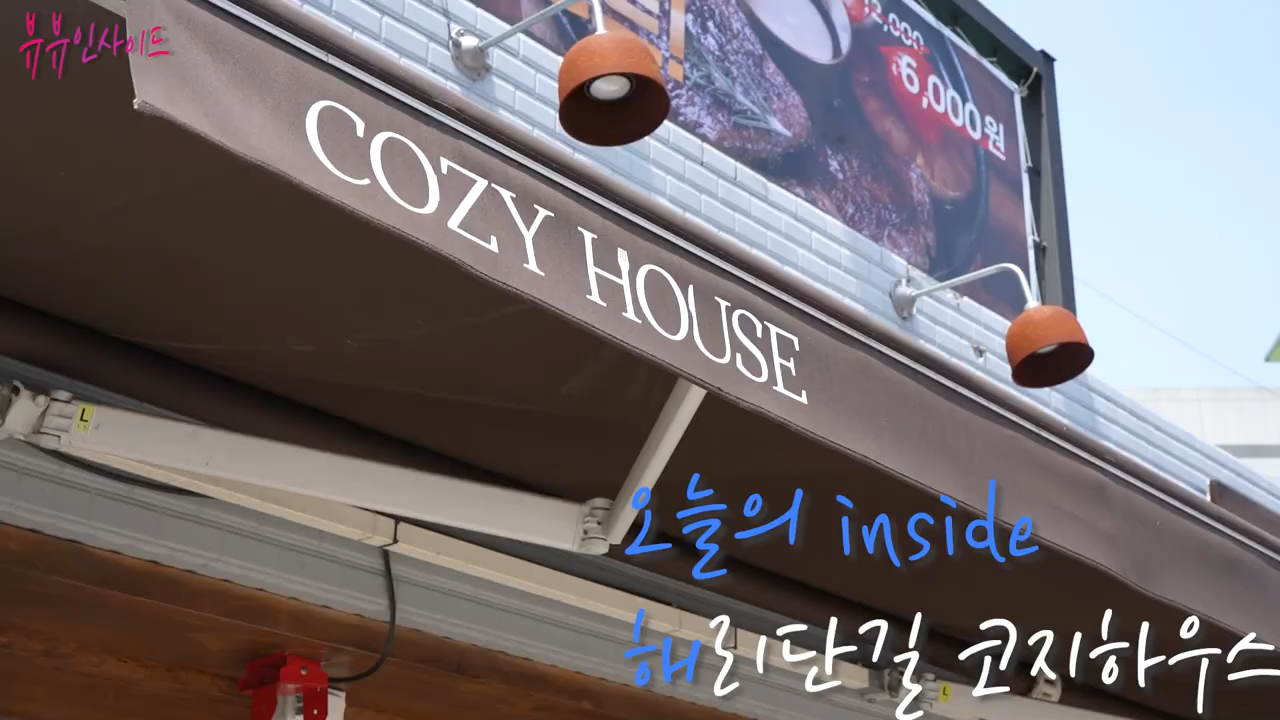 뷰뷰인사이드
6,000원
COZY HOUSE
L
오늘의 inside
해리단길 코지하우스
L